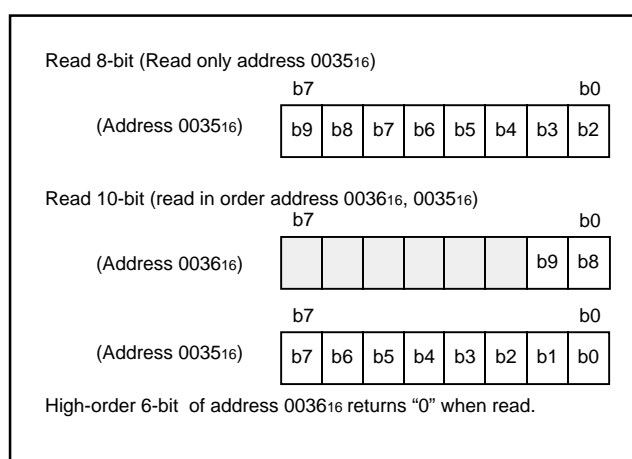 Read 8-bit (Read only address 003516)
b7 b0
(Address 003516) b9 b8 b7 b6 b5 b4 b3 b2
Read 10-bit (read in order address 003616, 003516)
b7 b0
(Address 003616) b9 b8
b7 b0
(Address 003516) b7 b6 b5 b4 b3 b2 b1 b0
High-order 6-bit of address 003616 returns “0” when read.